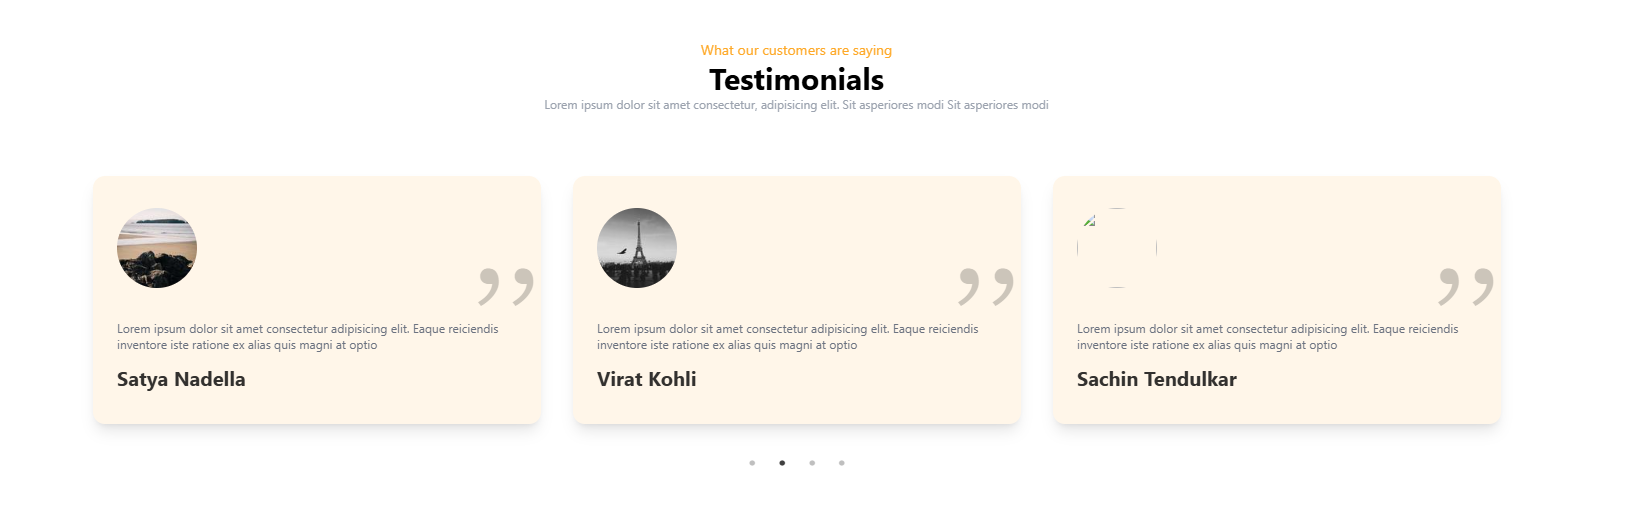 What our customers are saying
Testimonials
Lorem ipsum dolor sit amet consectetur, adipisicing elit. Sit asperiores modi Sit asperiores modi
,,
Lorem ipsum dolor sit amet consectetur adipisicing elit. Eaque reiciendis
inventore iste ratione ex alias quis magni at optio
Satya Nadella
,,
Lorem ipsum dolor sit amet consectetur adipisicing elit. Eaque reiciendis
inventore iste ratione ex alias quis magni at optio
Virat Kohli
,,
Lorem ipsum dolor sit amet consectetur adipisicing elit. Eaque reiciendis
inventore iste ratione ex alias quis magni at optio
Sachin Tendulkar